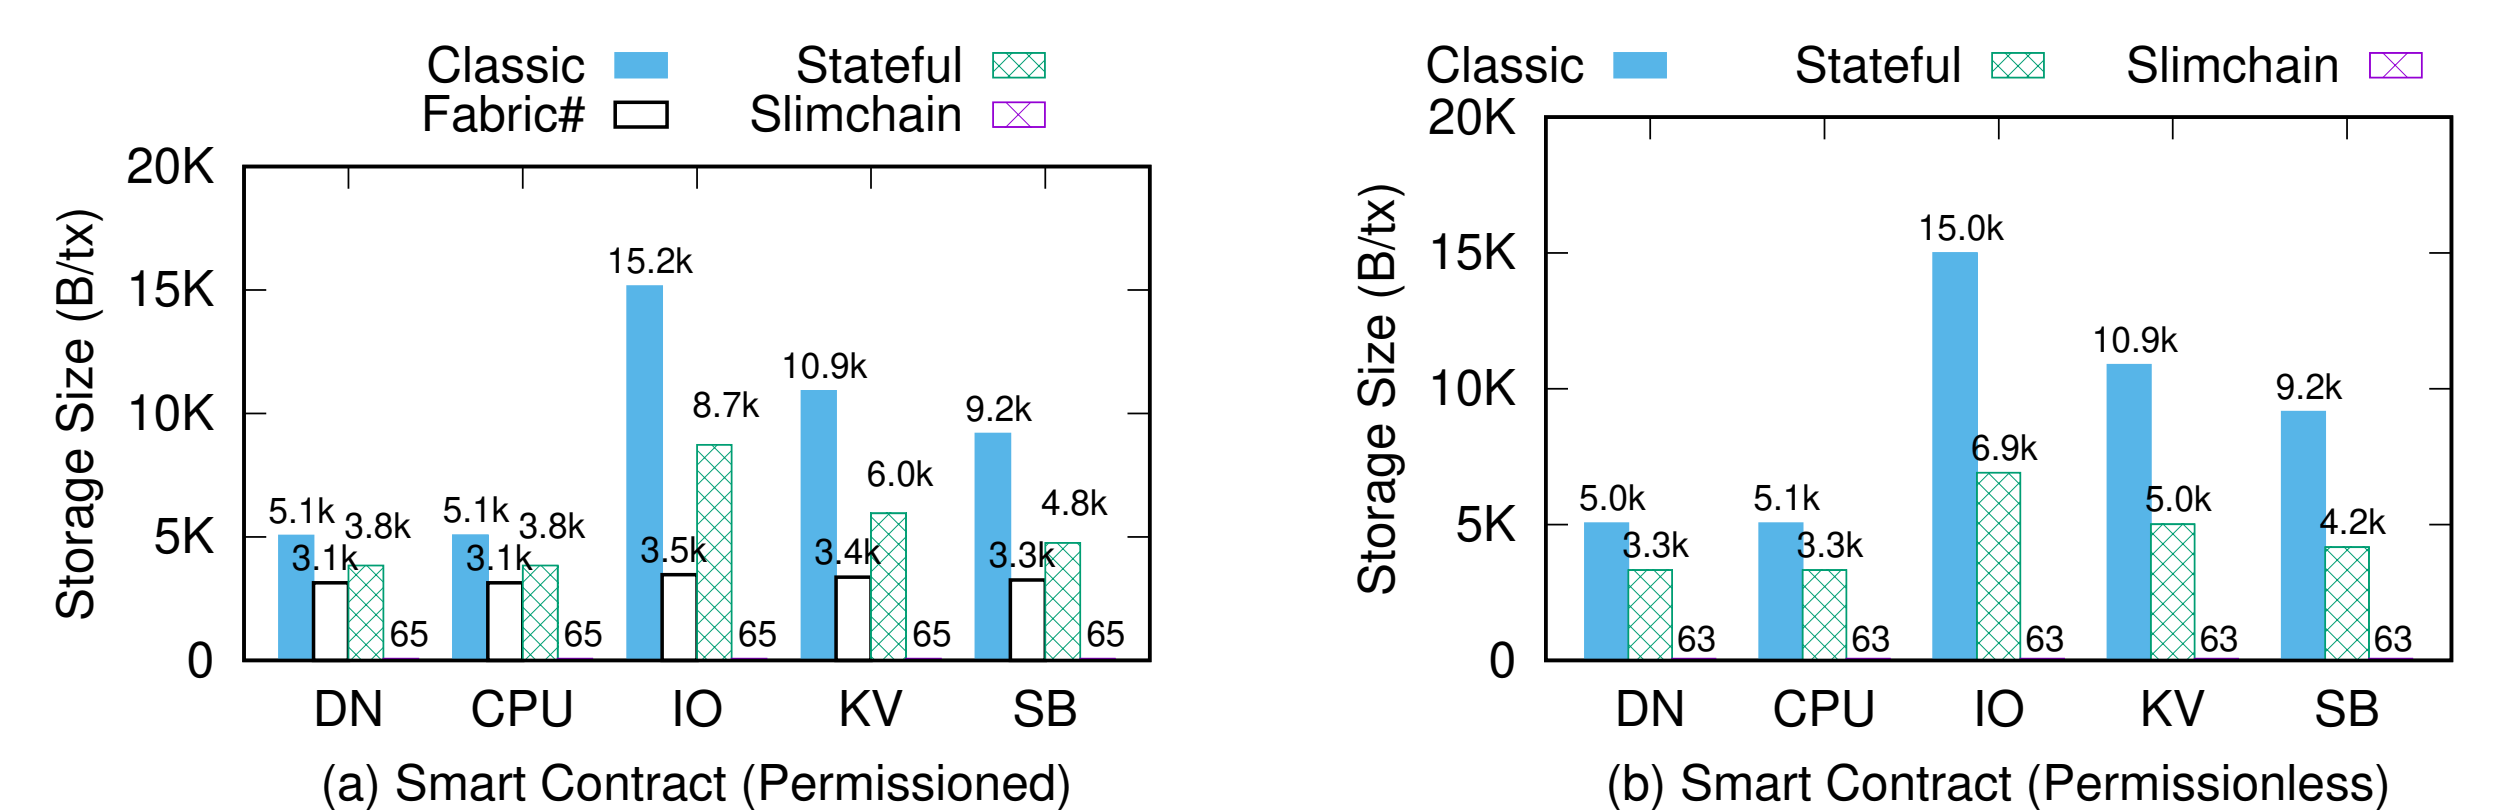 Classic Stateful
Fabric# Slimchain
20K
15K
10K
5K
0
Storage Size (B/tx)
5.1k 3.1k 3.8k 65
5.1k 3.1k 3.8k 65
15.2k 3.5k 8.7k 65
10.9k 3.4k 6.0k 65
9.2k 3.3k 4.8k 65
DN CPU IO KV SB
(a) Smart Contract (Permissioned)
Classic Stateful Slimchain
20K
15K
10K
5K
0
Storage Size (B/tx)
5.0k 3.3k 63
5.1k 3.3k 63
15.0k 6.9k 63
10.9k 5.0k 63
9.2k 4.2k 63
DN CPU IO KV SB
(b) Smart Contract (Permissionless)